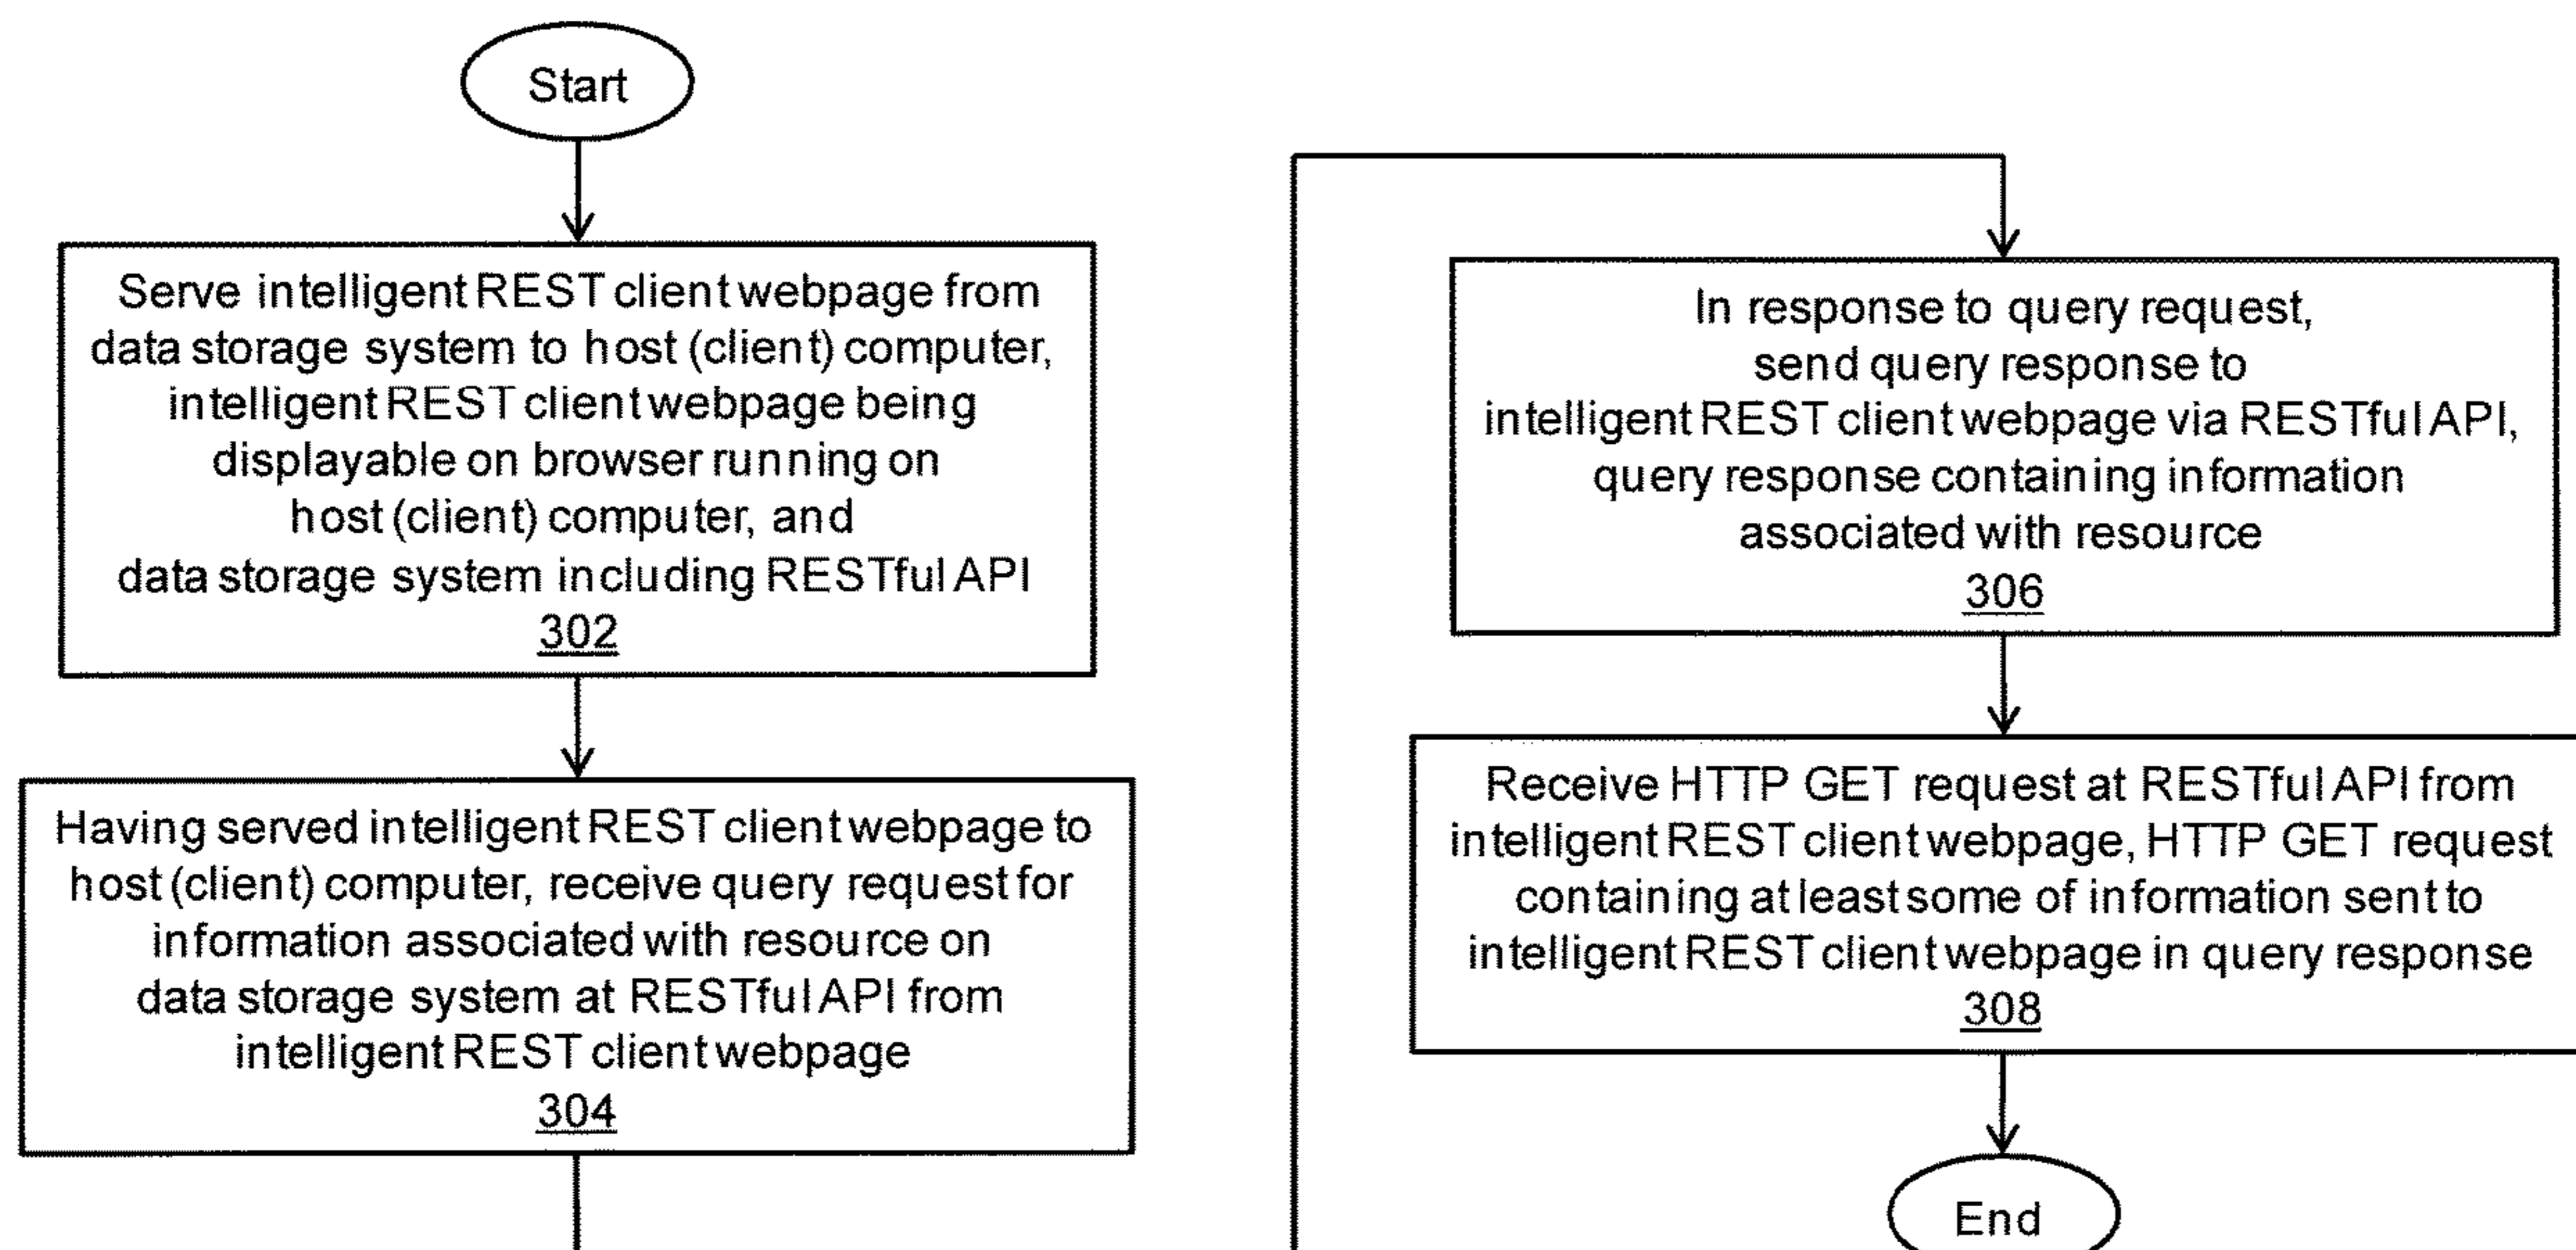 Start
Serve intelligent REST client webpage from
data storage system to host (client) computer,
intelligent REST client webpage being
displayable on browser running on
host (client) computer, and
data storage system including RESTful API
302
Having served intelligent REST client webpage to
host (client) computer, receive query request for
information associated with resource on
data storage system at RESTful API from
intelligent REST client webpage
304
In response to query request,
send query response to
intelligent REST client webpage via RESTful API,
query response containing information
associated with resource
306
Receive HTTP GET request at RESTful API from
intelligent REST client webpage, HTTP GET request
containing at least some of information sent to
intelligent REST client webpage in query response
308
End